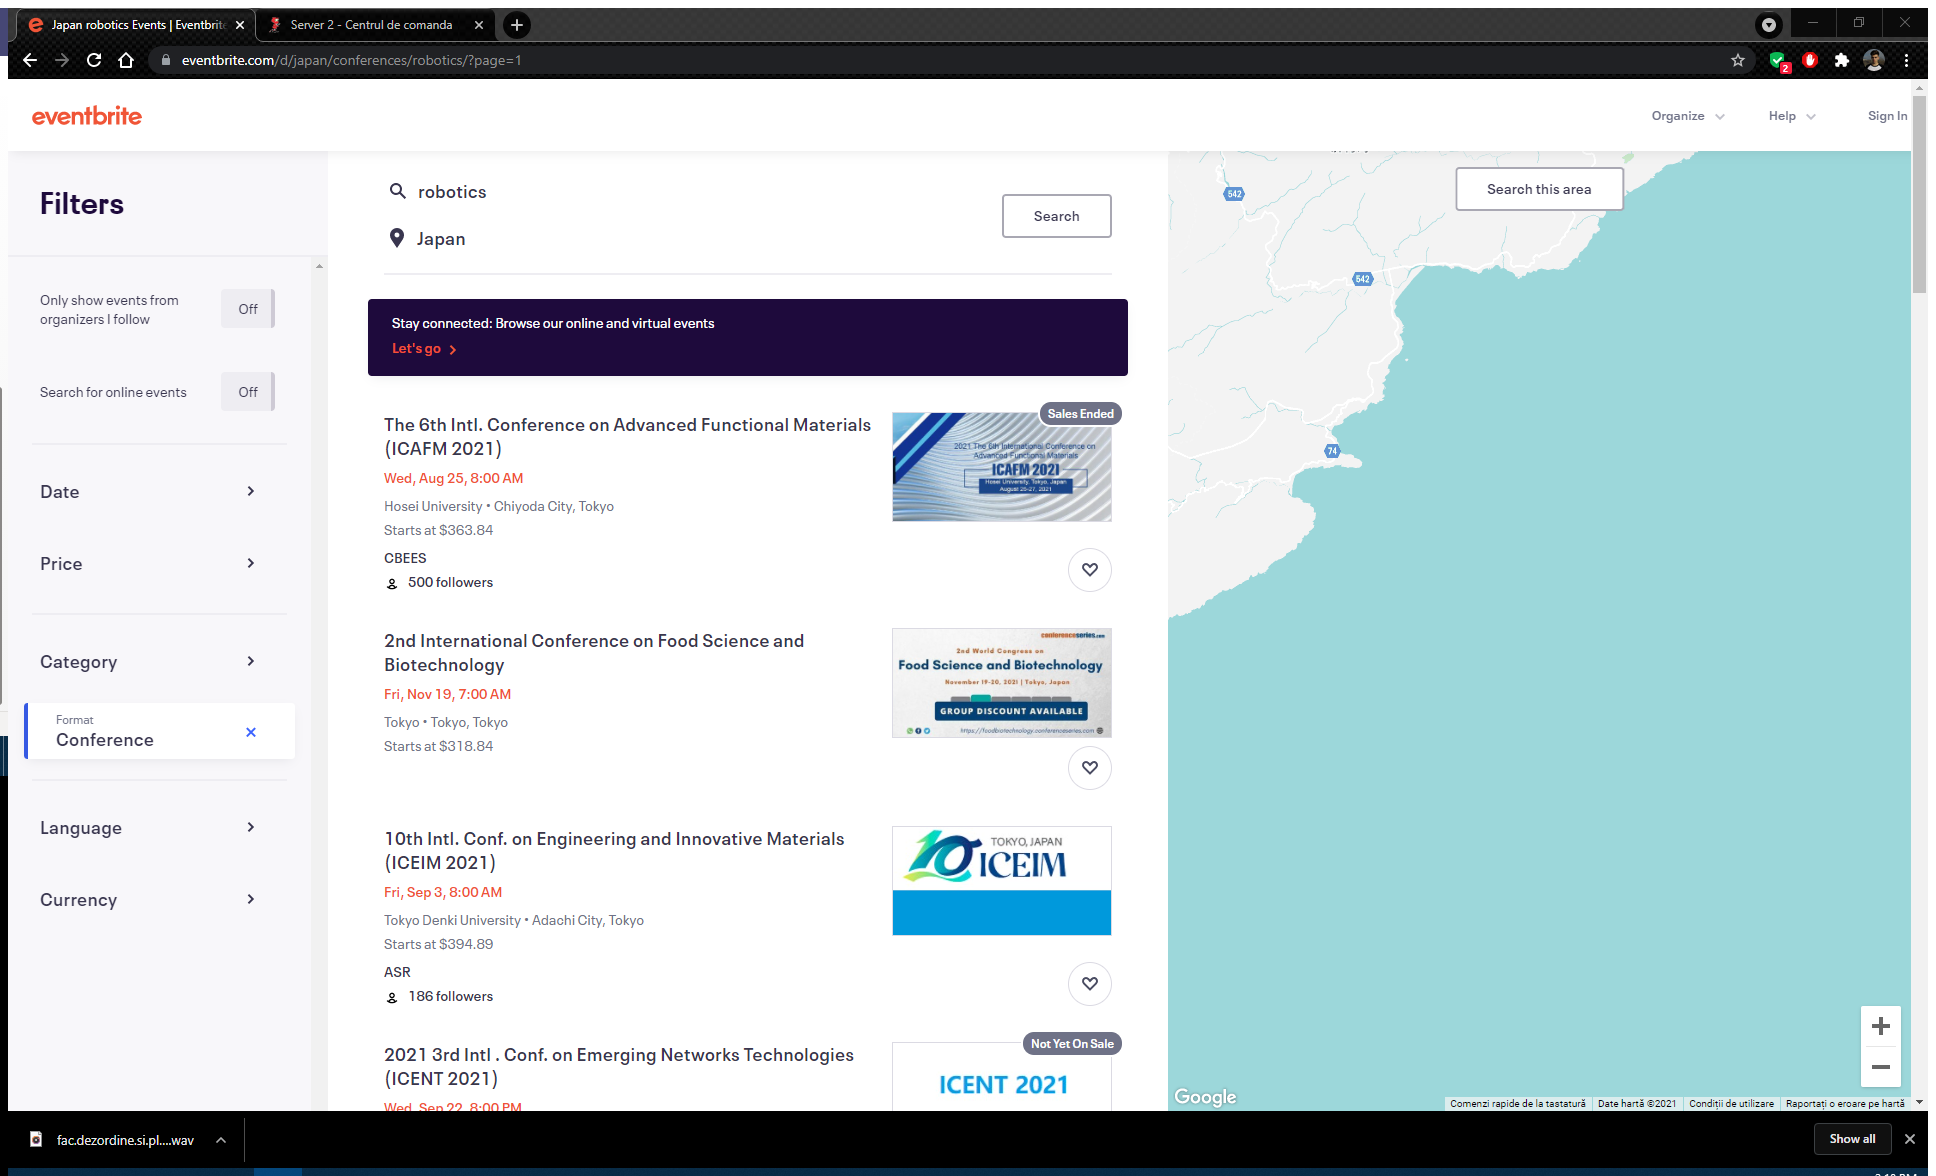 Japan robotics Events | Eventbrite
Server 2 - Centrul de comanda
eventbrite.com/d/japan/conferences/robotics/?page=1
2
eventbrite
Organize
Help
Sign In
Filters
Only show events from
organizers I follow
Off
Search for online events
Off
Date
Price
Category
Format
Conference
Language
Currency
robotics
Japan
Search
Stay connected: Browse our online and virtual events
Let's go
The 6th Intl. Conference on Advanced Functional Materials
(ICAFM 2021)
Wed, Aug 25, 8:00 AM
Hosei University • Chiyoda City, Tokyo
Starts at $363.84
CBEES
500 followers
Sales Ended
2021 The 6th International Conference on
Advanced Functional Materials
ICAFM 2021
Hosei University, Tokyo, Japan
August 25-27, 2021
2nd International Conference on Food Science and
Biotechnology
Fri, Nov 19, 7:00 AM
Tokyo • Tokyo, Tokyo
Starts at $318.84
conferenceseries.com
2nd World Congress on
Food Science and Biotechnology
November 19-20, 2021 | Tokyo, Japan
GROUP DISCOUNT AVAILABLE
https://foodbiotechnology.conferenceseries.com
10th Intl. Conf. on Engineering and Innovative Materials
(ICEIM 2021)
Fri, Sep 3, 8:00 AM
Tokyo Denki University • Adachi City, Tokyo
Starts at $394.89
ASR
186 followers
10
TOKYO, JAPAN
ICEIM
2021 3rd Intl . Conf. on Emerging Networks Technologies
(ICENT 2021)
Wed, Sep 22, 8:00 PM
Not Yet On Sale
ICENT 2021
Search this area
542
542
74
Google
Comenzi rapide de la tastatură
Date hartă ©2021
Condiții de utilizare
Raportați o eroare pe hartă
fac.dezordine.si.pl....wav
Show all